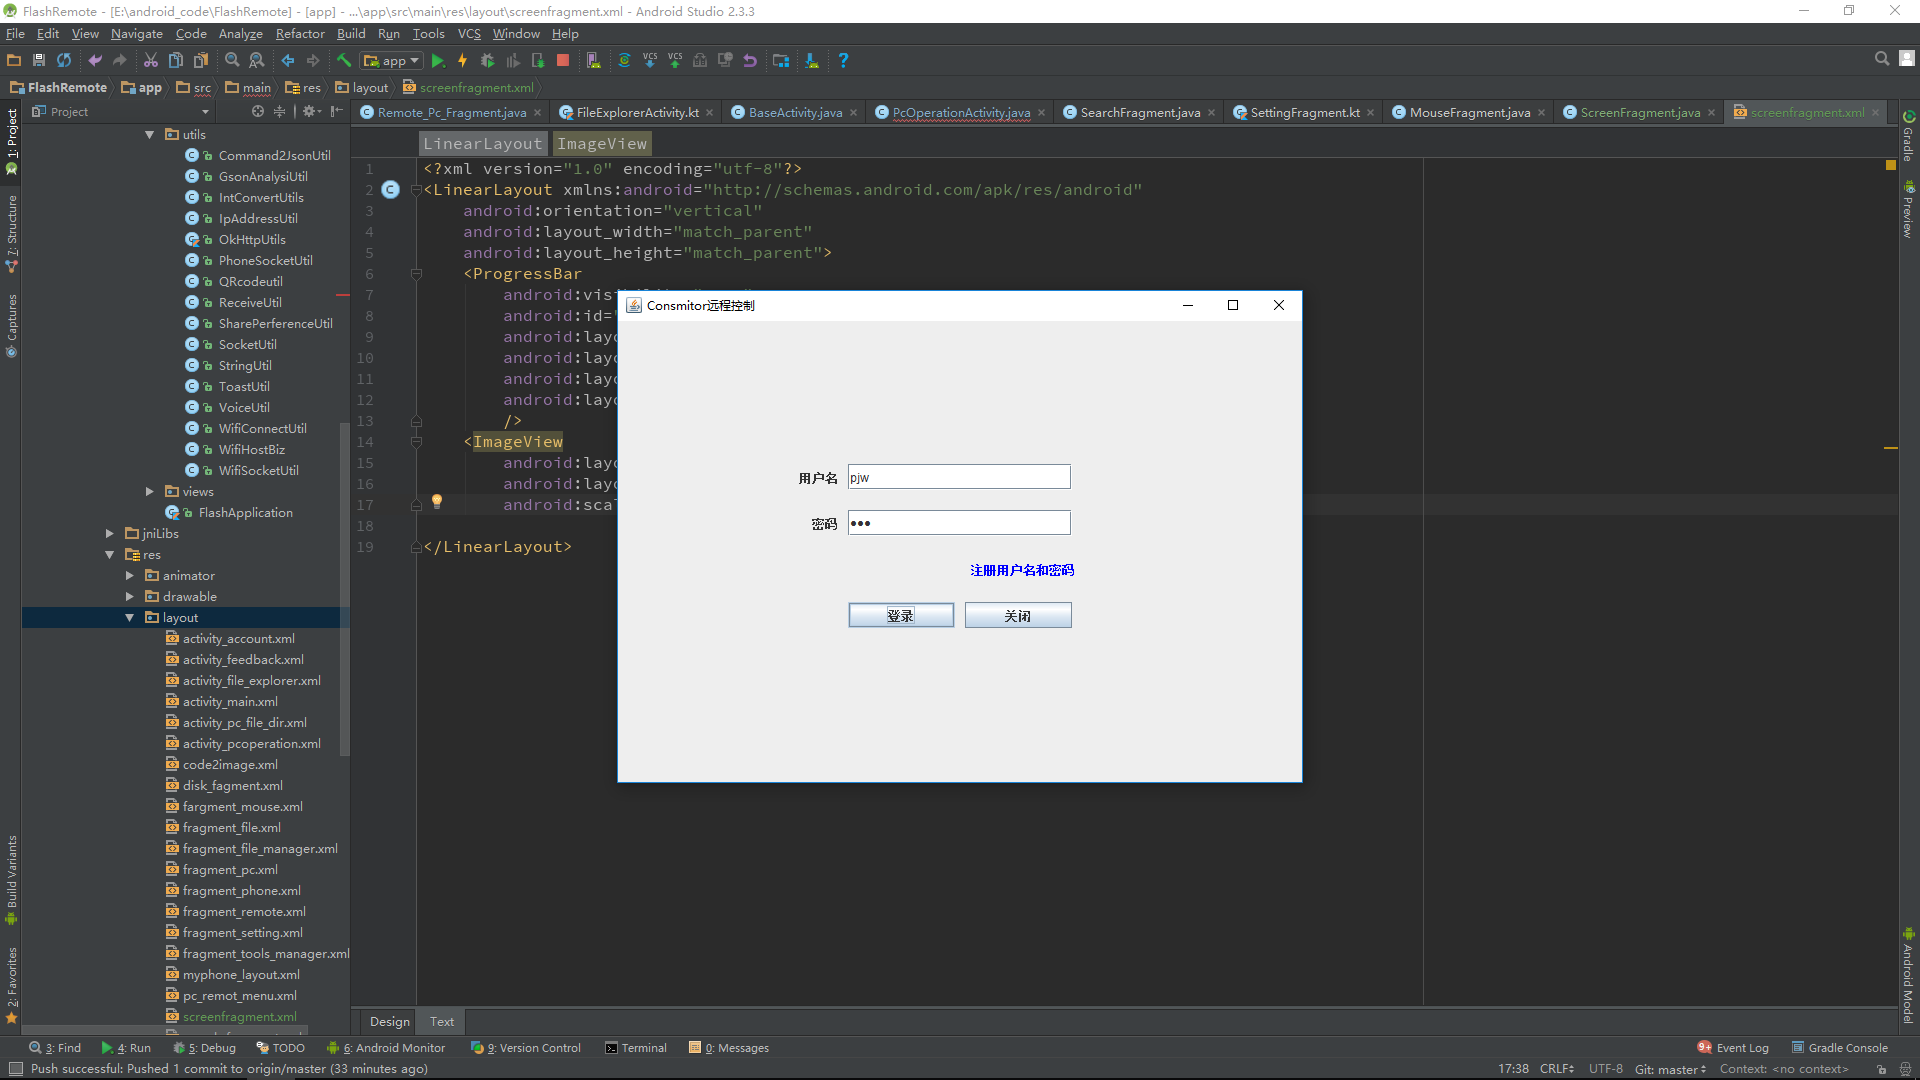 FlashRemote - [E:\android_code\FlashRemote] - [app] - ...\app\src\main\res\layout\screenfragment.xml - Android Studio 2.3.3
File Edit View Navigate Code Analyze Refactor Build Run Tools VCS Window Help
app
FlashRemote app src main res layout screenfragment.xml
Project
Remote_Pc_Fragment.java FileExplorerActivity.kt BaseActivity.java PcOperationActivity.java SearchFragment.java SettingFragment.kt MouseFragment.java ScreenFragment.java screenfragment.xml
1: Project
7: Structure
Captures
Build Variants
2: Favorites
utils
Command2JsonUtil
GsonAnalysiUtil
IntConvertUtils
IpAddressUtil
OkHttpUtils
PhoneSocketUtil
QRcodeutil
ReceiveUtil
SharePerferenceUtil
SocketUtil
StringUtil
ToastUtil
VoiceUtil
WifiConnectUtil
WifiHostBiz
WifiSocketUtil
views
FlashApplication
jniLibs
res
animator
drawable
layout
activity_account.xml
activity_feedback.xml
activity_file_explorer.xml
activity_main.xml
activity_pc_file_dir.xml
activity_pcoperation.xml
code2image.xml
disk_fagment.xml
fargment_mouse.xml
fragment_file.xml
fragment_file_manager.xml
fragment_pc.xml
fragment_phone.xml
fragment_remote.xml
fragment_setting.xml
fragment_tools_manager.xml
myphone_layout.xml
pc_remot_menu.xml
screenfragment.xml
LinearLayout ImageView
1 <?xml version="1.0" encoding="utf-8"?>
2 <LinearLayout xmlns:android="http://schemas.android.com/apk/res/android"
3 android:orientation="vertical"
4 android:layout_width="match_parent"
5 android:layout_height="match_parent">
6 <ProgressBar
7 android:vis
8 android:id="
9 android:layo
10 android:layo
11 android:layo
12 android:layo
13 />
14 <ImageView
15 android:layo
16 android:layo
17 android:scal
18
19 </LinearLayout>
Consmitor远程控制
用户名 pjw
密码 •••
注册用户名和密码
登录 关闭
Gradle
Preview
Android Model
Design Text
3: Find 4: Run 5: Debug TODO 6: Android Monitor 9: Version Control Terminal 0: Messages 9+ Event Log Gradle Console
Push successful: Pushed 1 commit to origin/master (33 minutes ago) 17:38 CRLF UTF-8 Git: master Context: <no context>